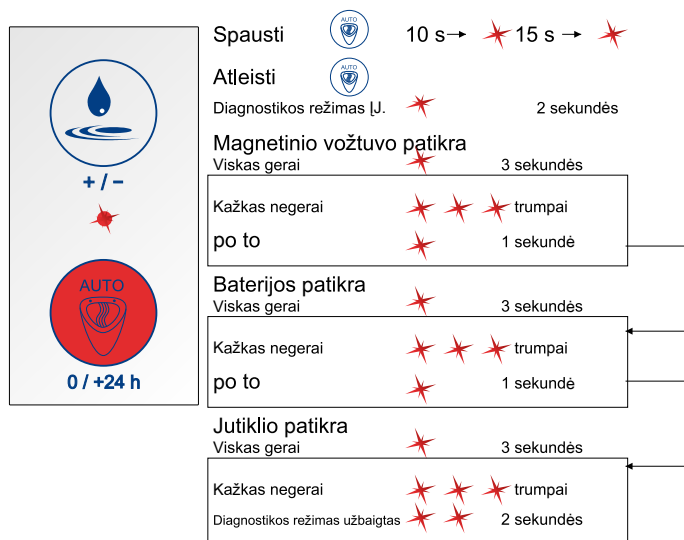 + / −
AUTO
0 / +24 h
Spausti AUTO 10 s 15 s
Atleisti AUTO
Diagnostikos režimas ĮJ. 2 sekundės
Magnetinio vožtuvo patikra
Viskas gerai 3 sekundės
Kažkas negerai trumpai
po to 1 sekundė
Baterijos patikra
Viskas gerai 3 sekundės
Kažkas negerai trumpai
po to 1 sekundė
Jutiklio patikra
Viskas gerai 3 sekundės
Kažkas negerai trumpai
Diagnostikos režimas užbaigtas 2 sekundės